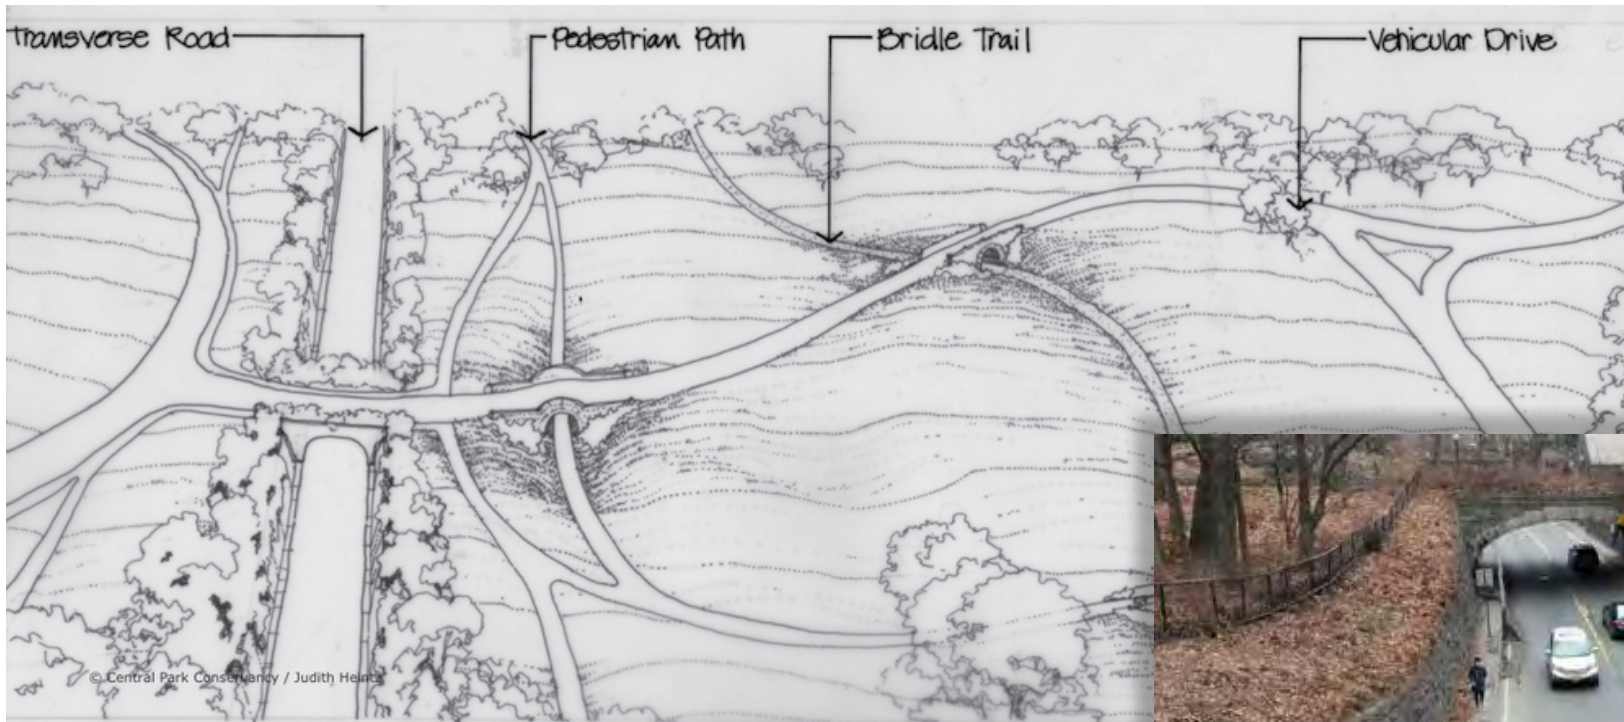 Transverse Road
Pedestrian Path
Bridle Trail
Vehicular Drive
© Central Park Conservancy / Judith Heintz